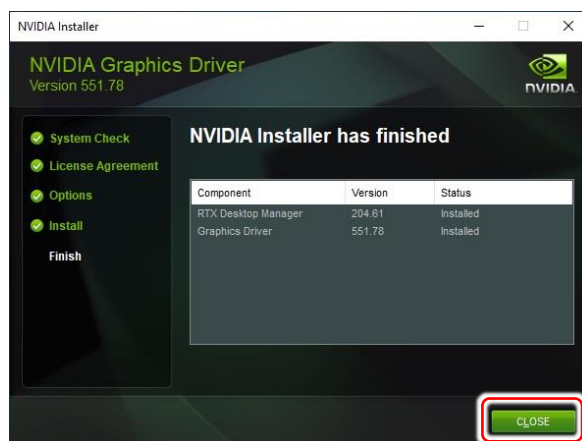 NVIDIA Installer
NVIDIA Graphics Driver
Version 551.78
NVIDIA.
System Check
License Agreement
Options
Install
Finish
NVIDIA Installer has finished
Component Version Status
RTX Desktop Manager 204.61 Installed
Graphics Driver 551.78 Installed
CLOSE